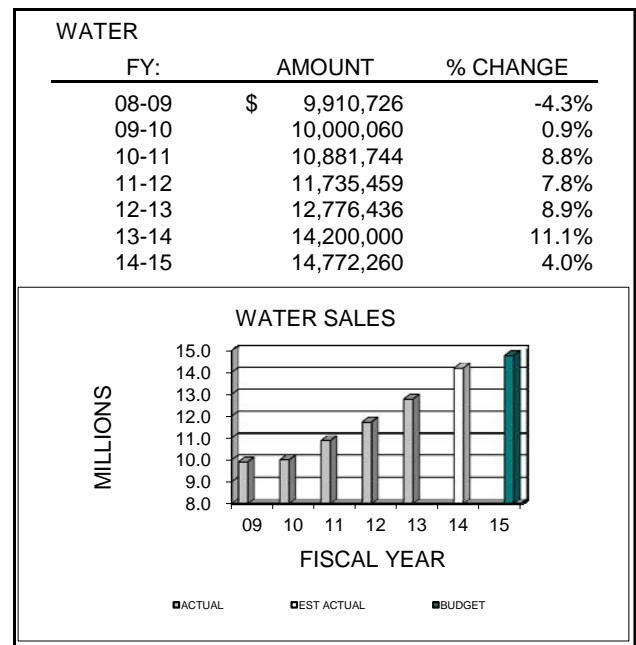 WATER
FY: AMOUNT % CHANGE
08-09 $ 9,910,726 -4.3%
09-10 10,000,060 0.9%
10-11 10,881,744 8.8%
11-12 11,735,459 7.8%
12-13 12,776,436 8.9%
13-14 14,200,000 11.1%
14-15 14,772,260 4.0%
WATER SALES
MILLIONS
15.0
14.0
13.0
12.0
11.0
10.0
9.0
8.0
09 10 11 12 13 14 15
FISCAL YEAR
ACTUAL EST ACTUAL BUDGET